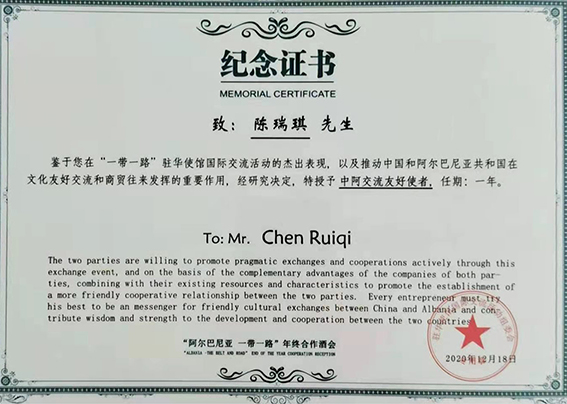 纪念证书
MEMORIAL CERTIFICATE
致： 陈瑞琪 先生
鉴于您在“一带一路”驻华使馆国际交流活动的杰出表现，以及推动中国和阿尔巴尼亚共和国在
文化友好交流和商贸往来发挥的重要作用，经研究决定，特授予 中阿交流友好使者，任期：一年。
To: Mr. Chen Ruiqi
The two parties are willing to promote pragmatic exchanges and cooperations actively through this
exchange event, and on the basis of the complementary advantages of the companies of both par-
ties, combining with their existing resources and characteristics to promote the establishment of
a more friendly cooperative relationship between the two parties. Every entrepreneur must try
his best to be an messenger for friendly cultural exchanges between China and Albania and con-
tribute wisdom and strength to the development and cooperation between the two countries
“阿尔巴尼亚 一带一路”年终合作酒会
"ALBANIA -THE BELT AND ROAD" END OF THE YEAR COOPERATION RECEPTION
2020年12月18日